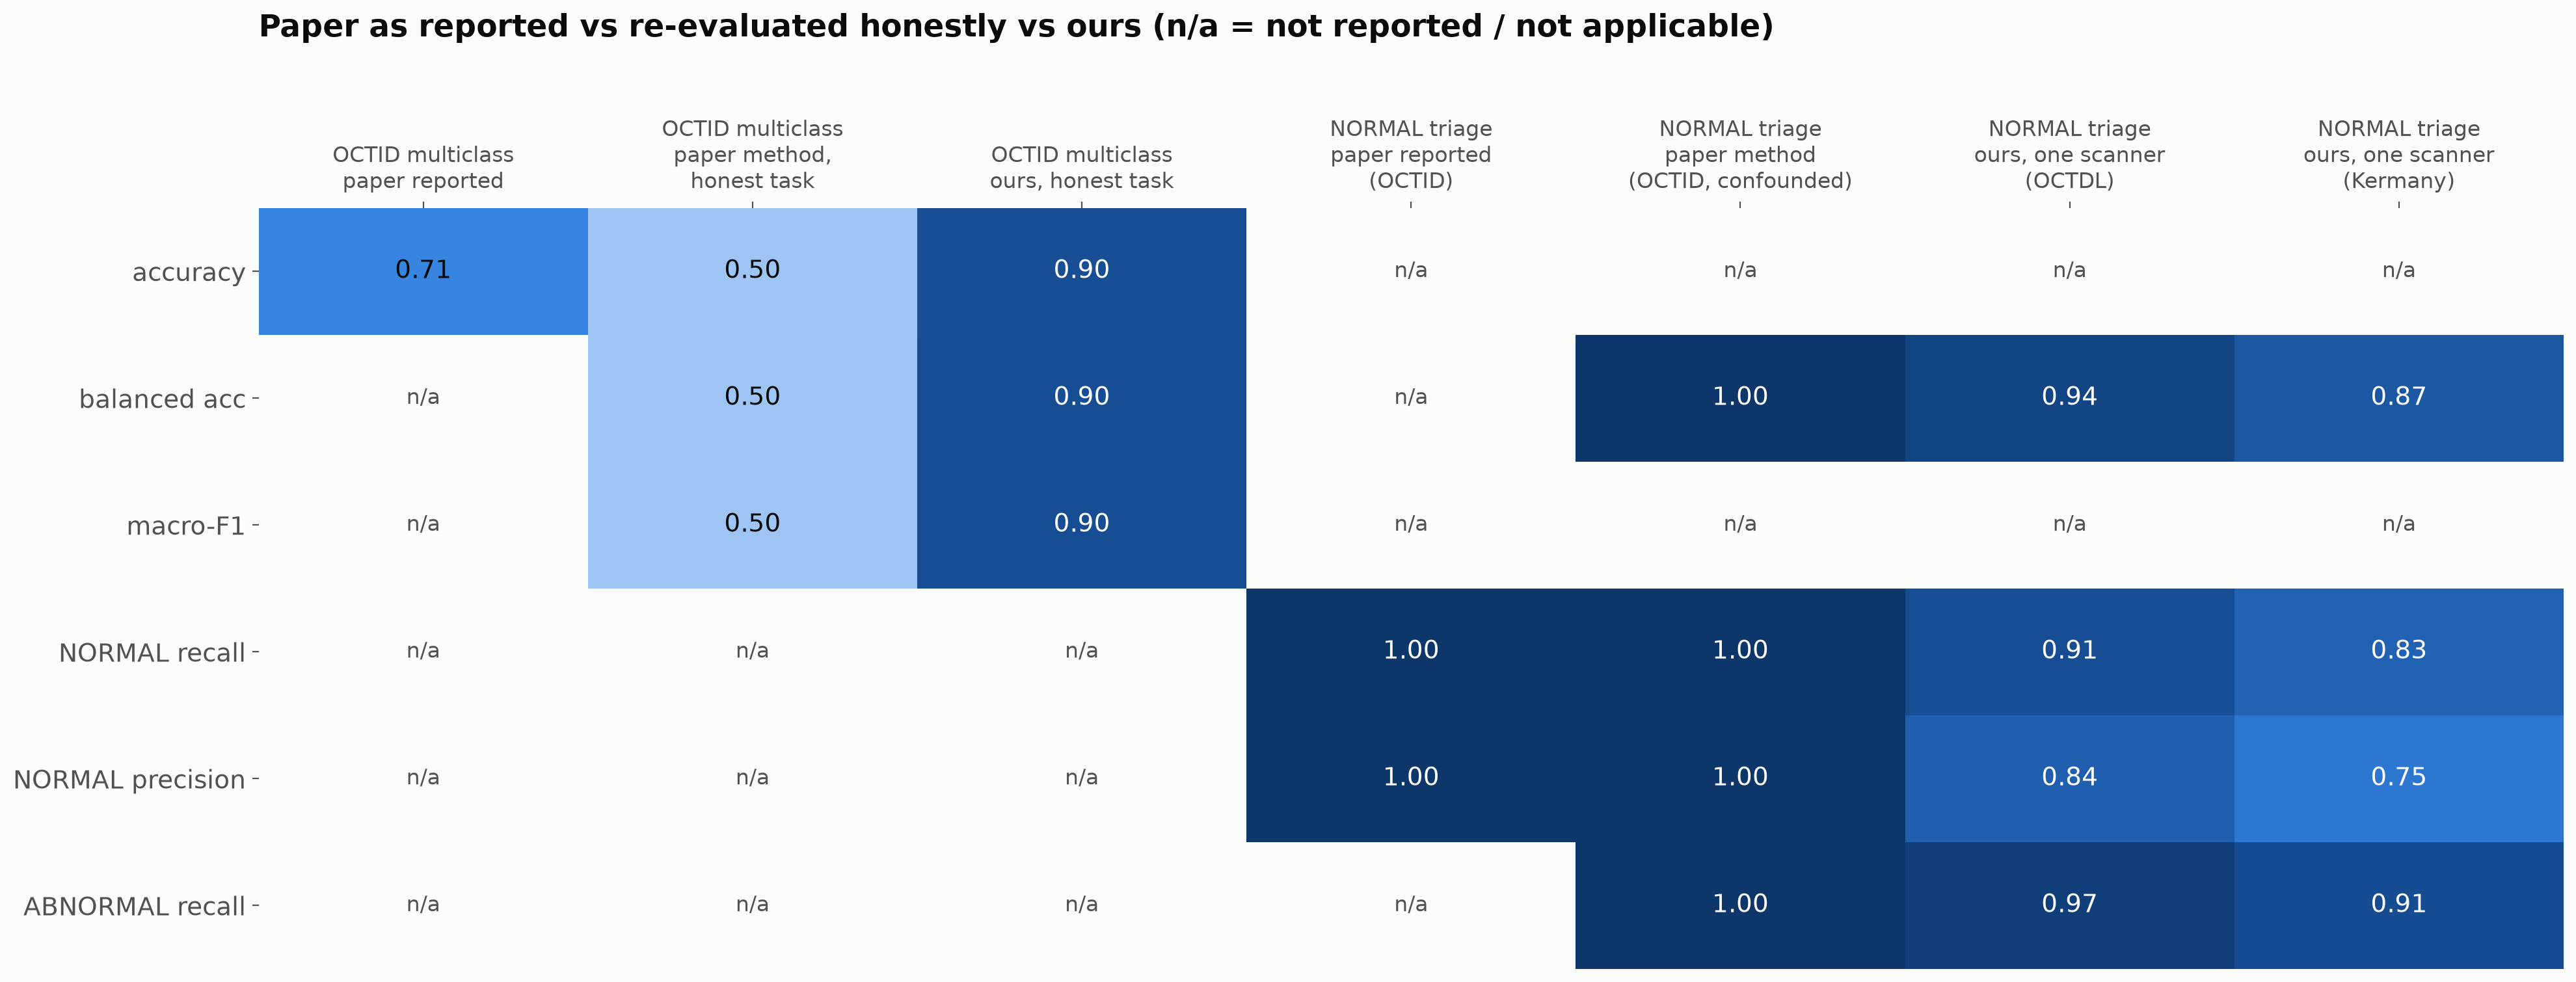 Paper as reported vs re-evaluated honestly vs ours (n/a = not reported / not applicable)
OCTID multiclass
paper reported
OCTID multiclass
paper method,
honest task
OCTID multiclass
ours, honest task
NORMAL triage
paper reported
(OCTID)
NORMAL triage
paper method
(OCTID, confounded)
NORMAL triage
ours, one scanner
(OCTDL)
NORMAL triage
ours, one scanner
(Kermany)
accuracy 0.71 0.50 0.90 n/a n/a n/a n/a
balanced acc n/a 0.50 0.90 n/a 1.00 0.94 0.87
macro-F1 n/a 0.50 0.90 n/a n/a n/a n/a
NORMAL recall n/a n/a n/a 1.00 1.00 0.91 0.83
NORMAL precision n/a n/a n/a 1.00 1.00 0.84 0.75
ABNORMAL recall n/a n/a n/a n/a 1.00 0.97 0.91